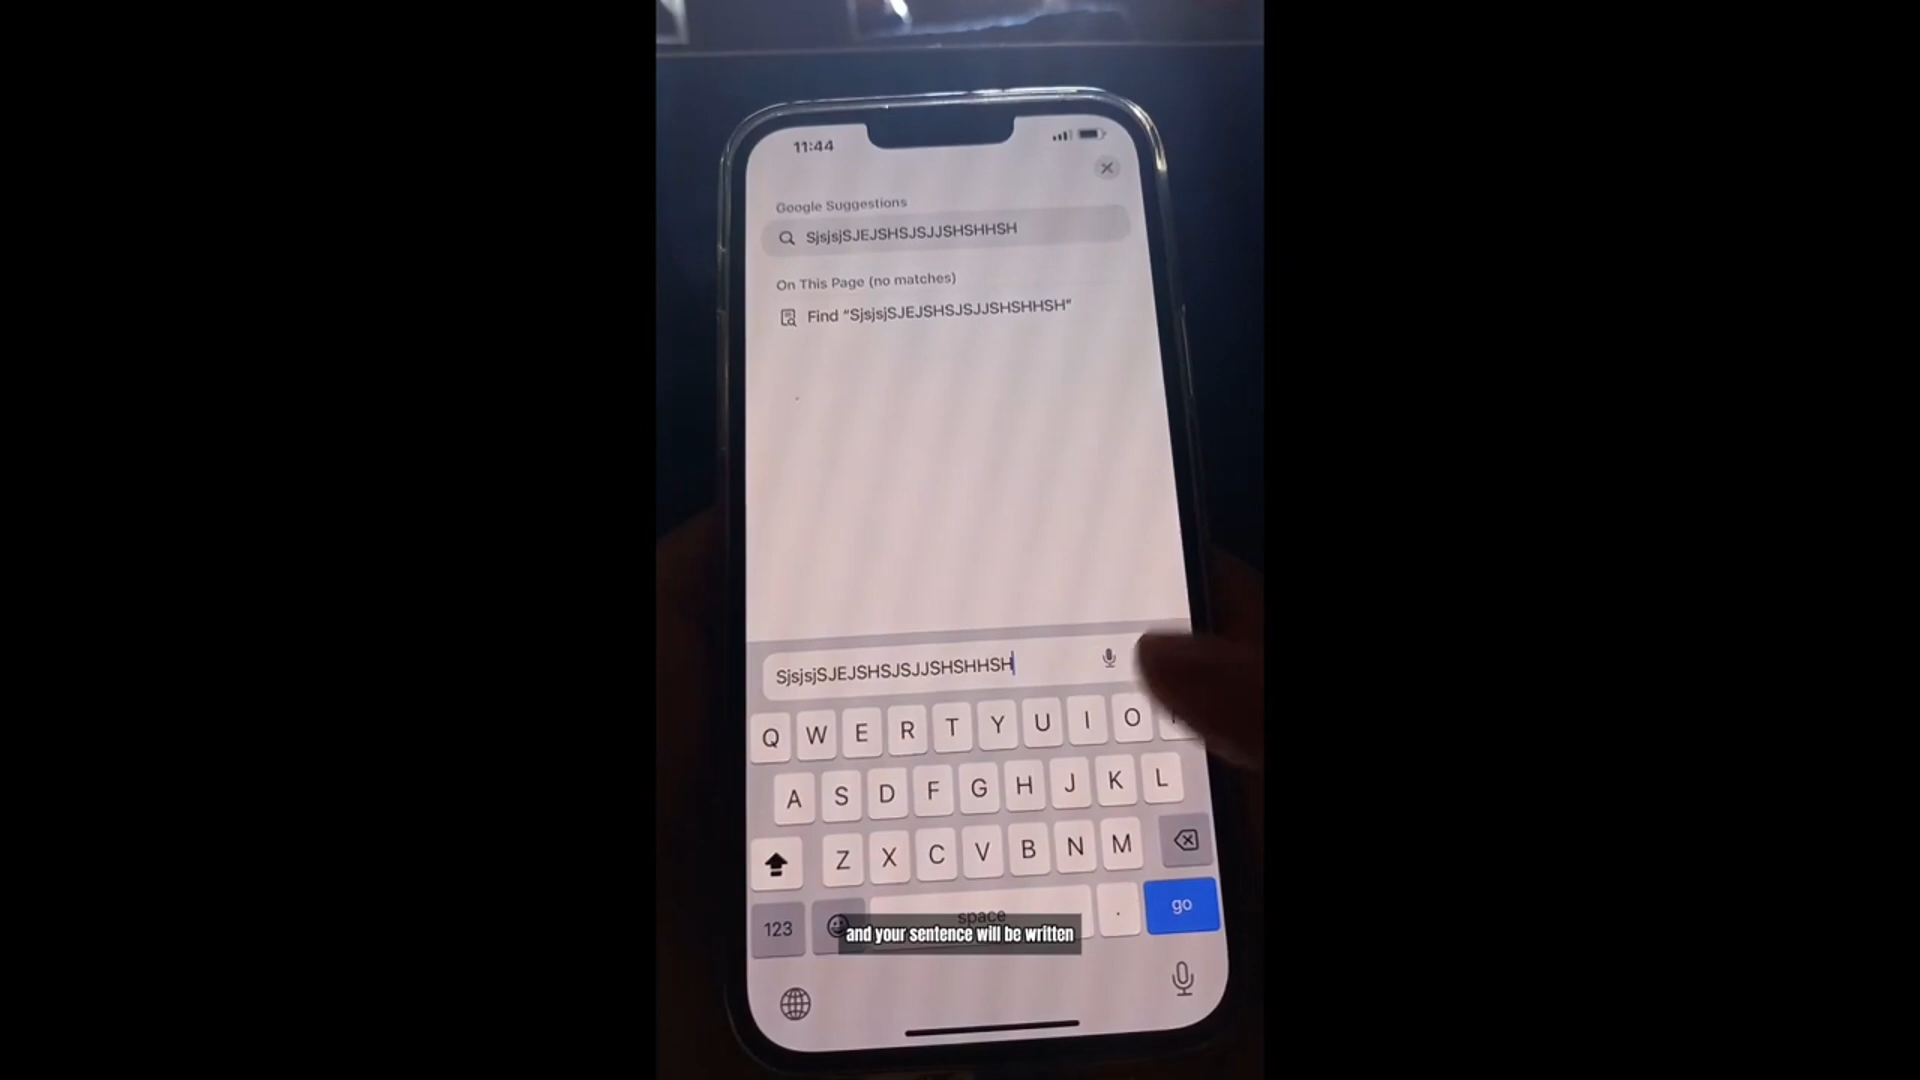 11:44
Google Suggestions
SjsjsjSJEJSHSJSJJSHSHHSH
On This Page (no matches)
Find “SjsjsjSJEJSHSJSJJSHSHHSH”
SjsjsjSJEJSHSJSJJSHSHHSH
Q W E R T Y U I O
A S D F G H J K L
Z X C V B N M
123 space . go
and your sentence will be written